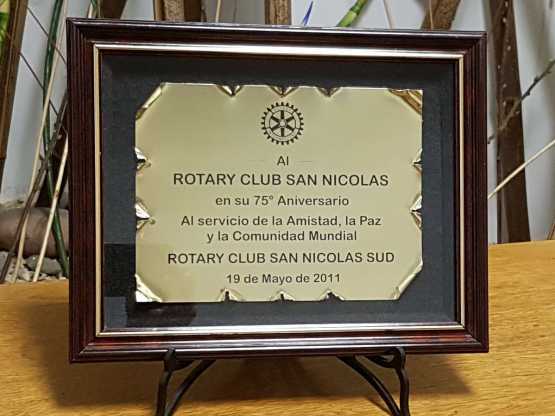 Al
ROTARY CLUB SAN NICOLAS
en su 75° Aniversario
Al servicio de la Amistad, la Paz
y la Comunidad Mundial
ROTARY CLUB SAN NICOLAS SUD
19 de Mayo de 2011